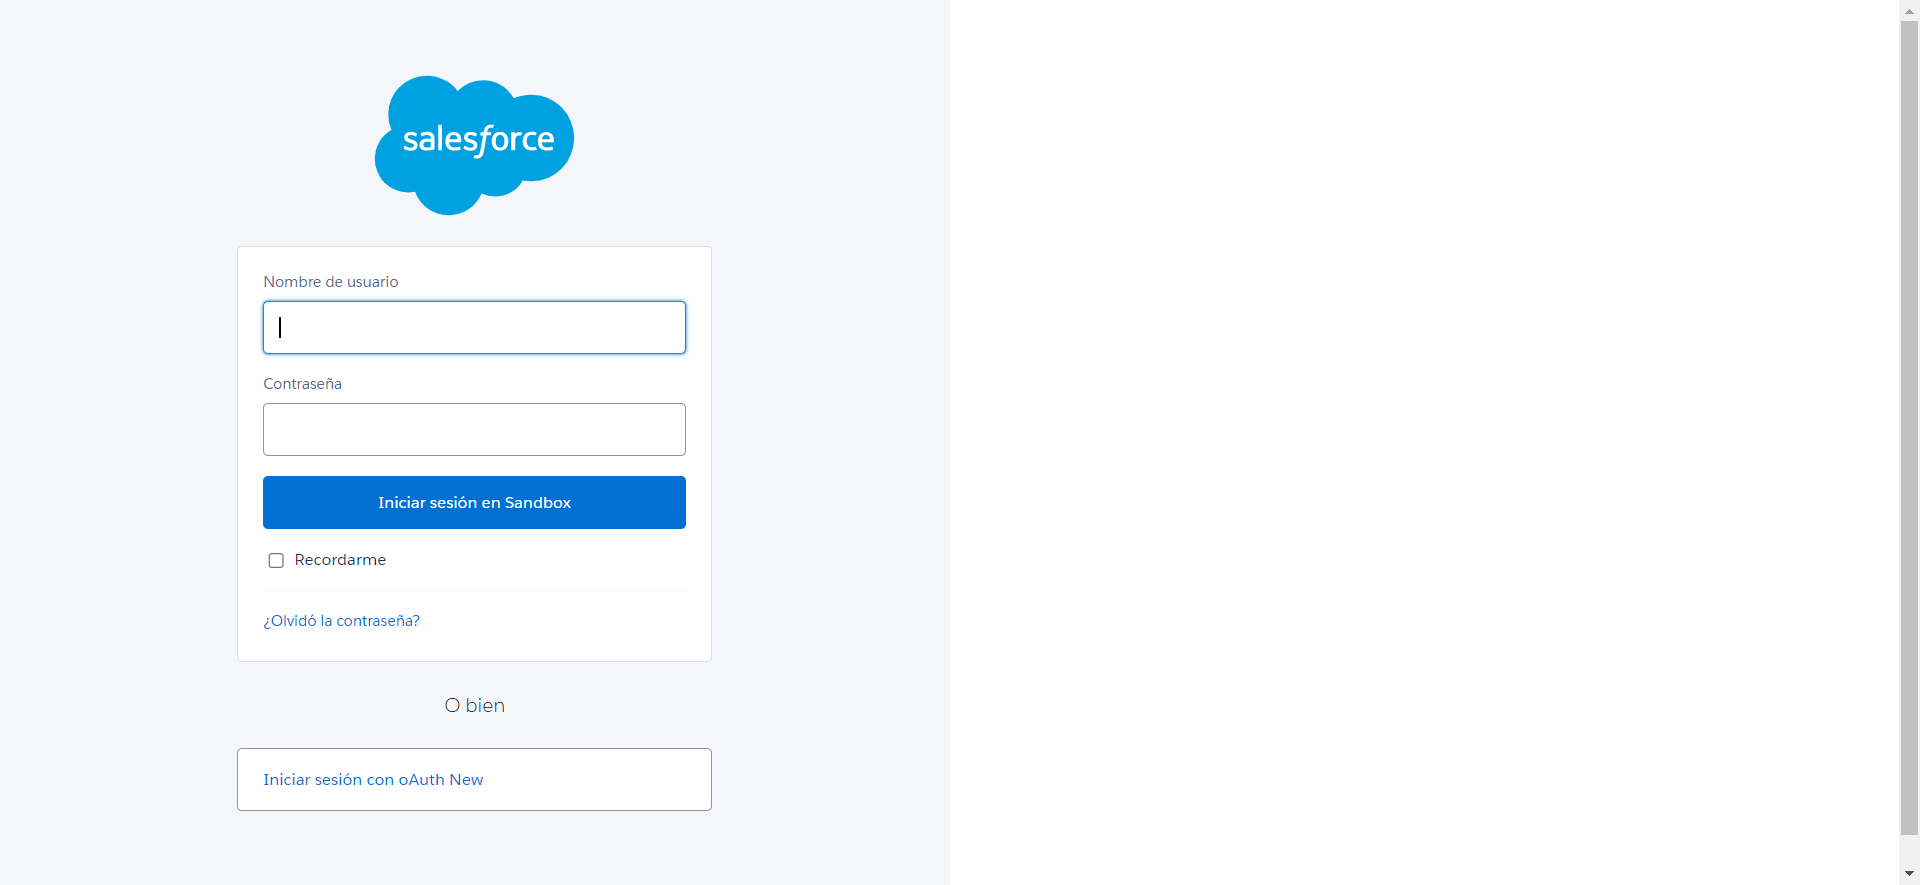 salesforce
Nombre de usuario
Contraseña
Iniciar sesión en Sandbox
Recordarme
¿Olvidó la contraseña?
O bien
Iniciar sesión con oAuth New